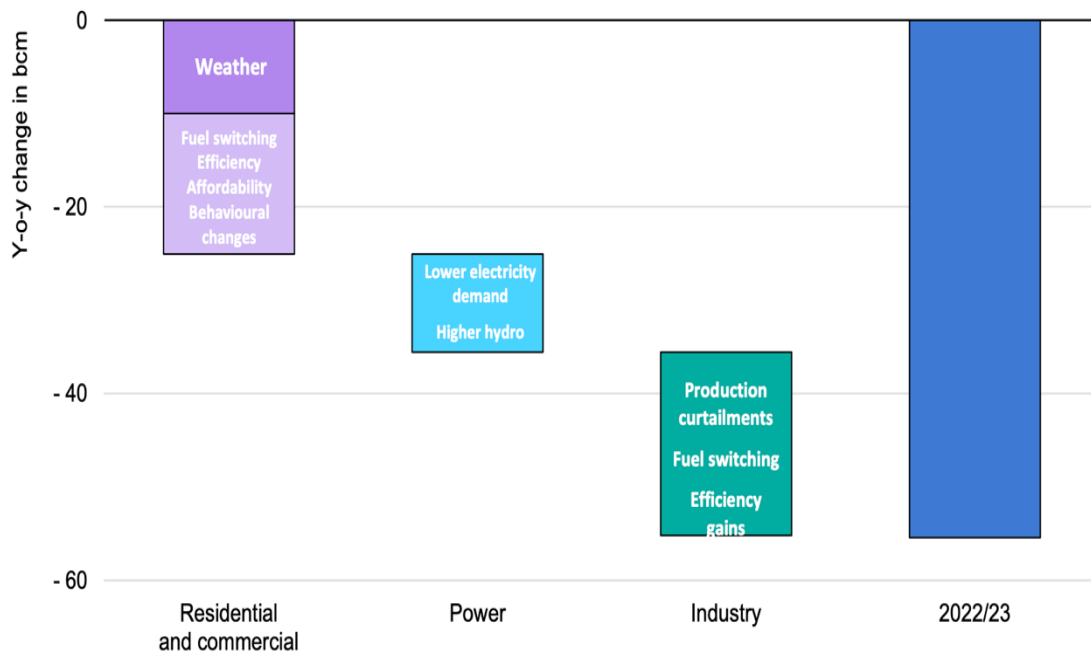 Y-o-y change in bcm
0
- 20
- 40
- 60
Weather
Fuel switching
Efficiency
Affordability
Behavioural
changes
Lower electricity
demand
Higher hydro
Production
curtailments
Fuel switching
Efficiency
gains
Residential
and commercial
Power
Industry
2022/23